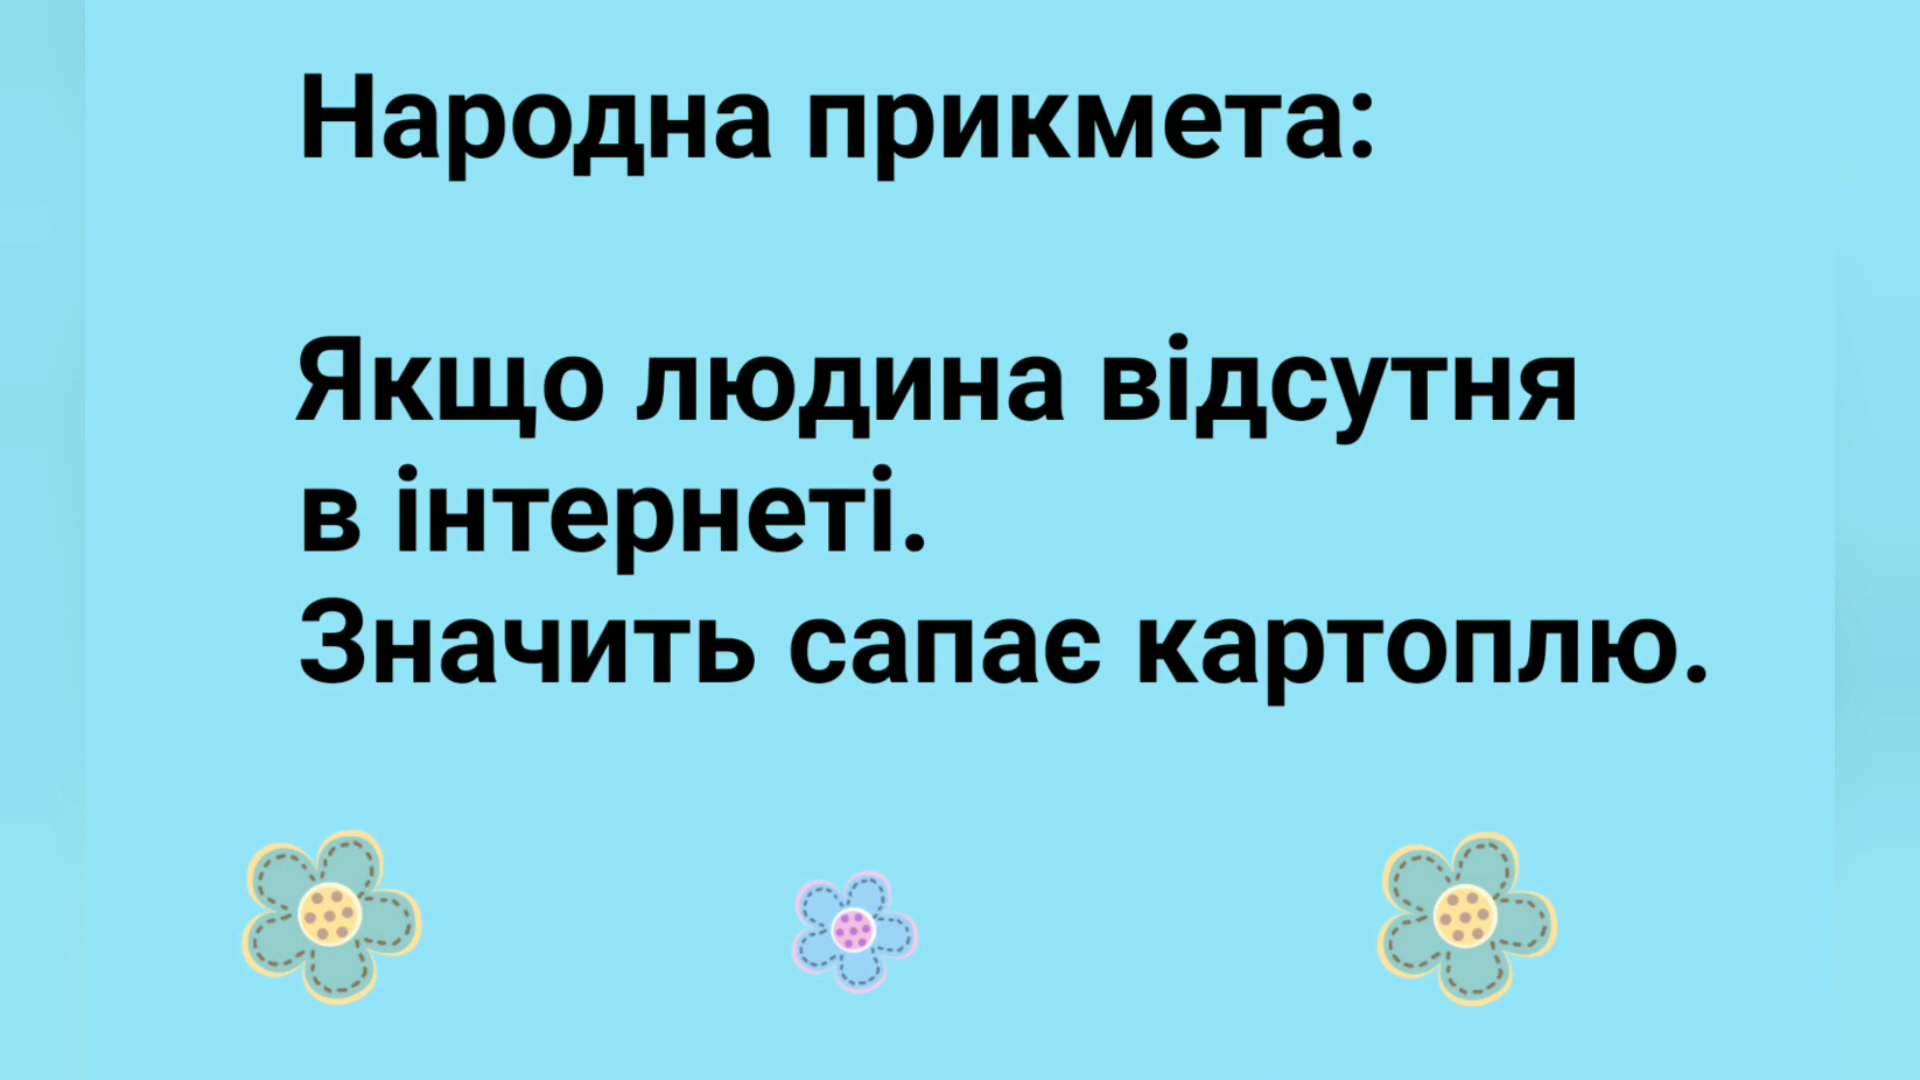 Народна прикмета:
Якщо людина відсутня
в інтернеті.
Значить сапає картоплю.